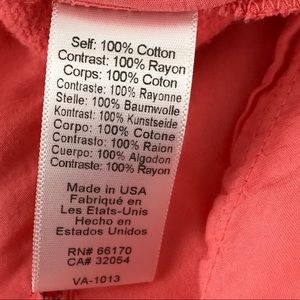 Self: 100% Cotton
Contrast: 100% Rayon
Corps: 100% Coton
Contraste: 100% Rayonne
Stelle: 100% Baumwolle
Kontrast: 100% Kunstseide
Corpo: 100% Cotone
Contrasto: 100% Raion
Cuerpo: 100% Algodon
Contraste: 100% Rayon
Made in USA
Fabriqué en
Les Etats-Unis
Hecho en
Estados Unidos
RN# 66170
CA# 32054
VA-1013